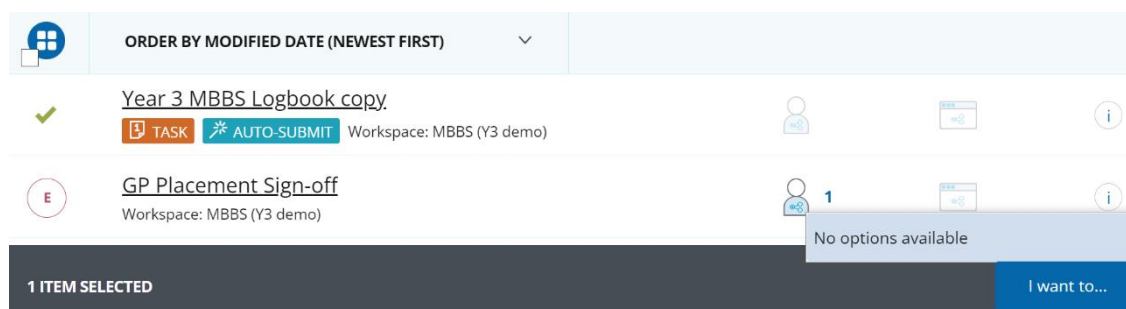 ORDER BY MODIFIED DATE (NEWEST FIRST)
Year 3 MBBS Logbook copy
TASK AUTO-SUBMIT Workspace: MBBS (Y3 demo)
i
E
GP Placement Sign-off
1
i
Workspace: MBBS (Y3 demo)
No options available
1 ITEM SELECTED
I want to...